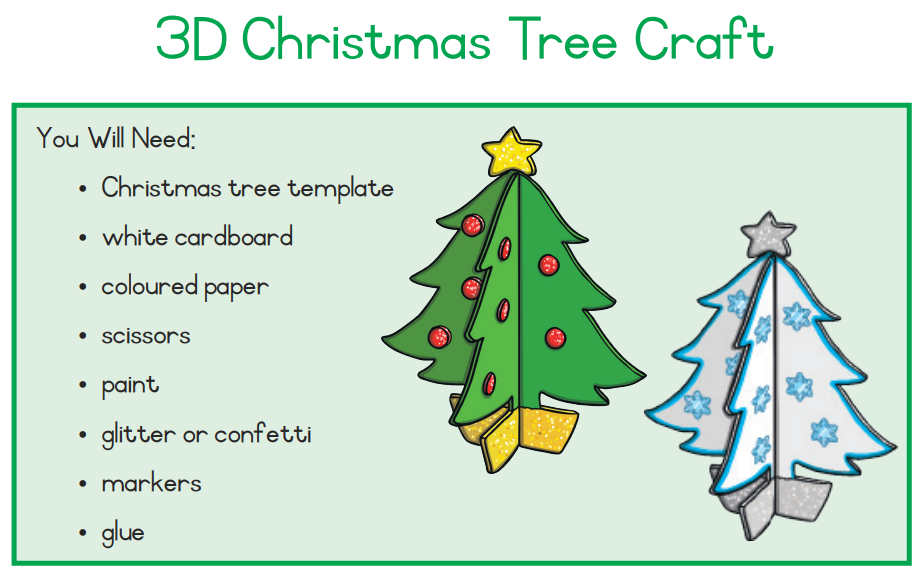 3D Christmas Tree Craft
You Will Need:
• Christmas tree template
• white cardboard
• coloured paper
• scissors
• paint
• glitter or confetti
• markers
• glue